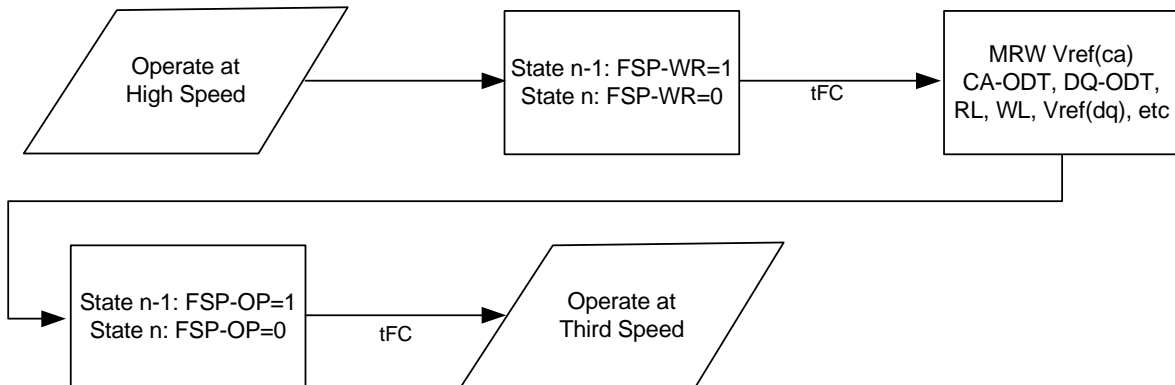 Operate at
High Speed
State n-1: FSP-WR=1
State n: FSP-WR=0
tFC
MRW Vref(ca)
CA-ODT, DQ-ODT,
RL, WL, Vref(dq), etc
State n-1: FSP-OP=1
State n: FSP-OP=0
tFC
Operate at
Third Speed